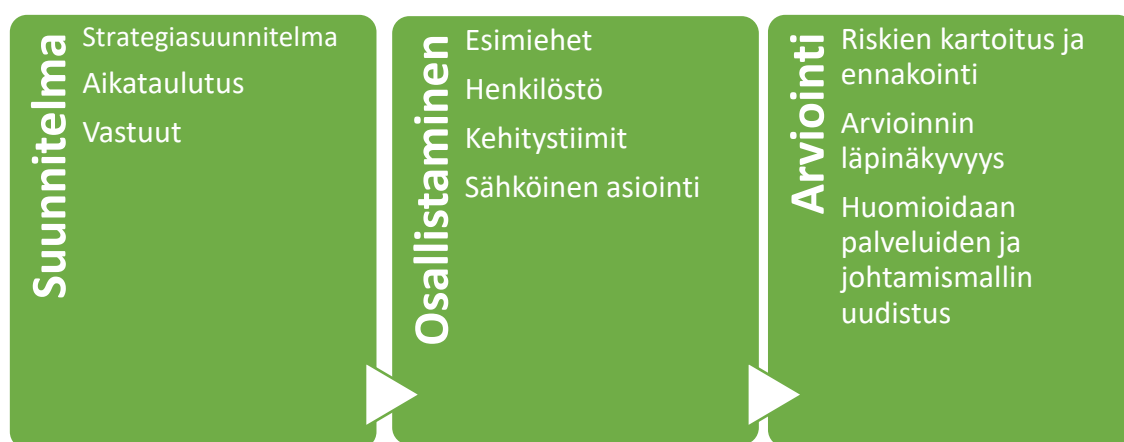 Suunnitelma
Strategiasuunnitelma
Aikataulutus
Vastuut
Osallistaminen
Esimiehet
Henkilöstö
Kehitystiimit
Sähköinen asiointi
Arviointi
Riskien kartoitus ja
ennakointi
Arvioinnin
läpinäkyvyys
Huomioidaan
palveluiden ja
johtamismallin
uudistus